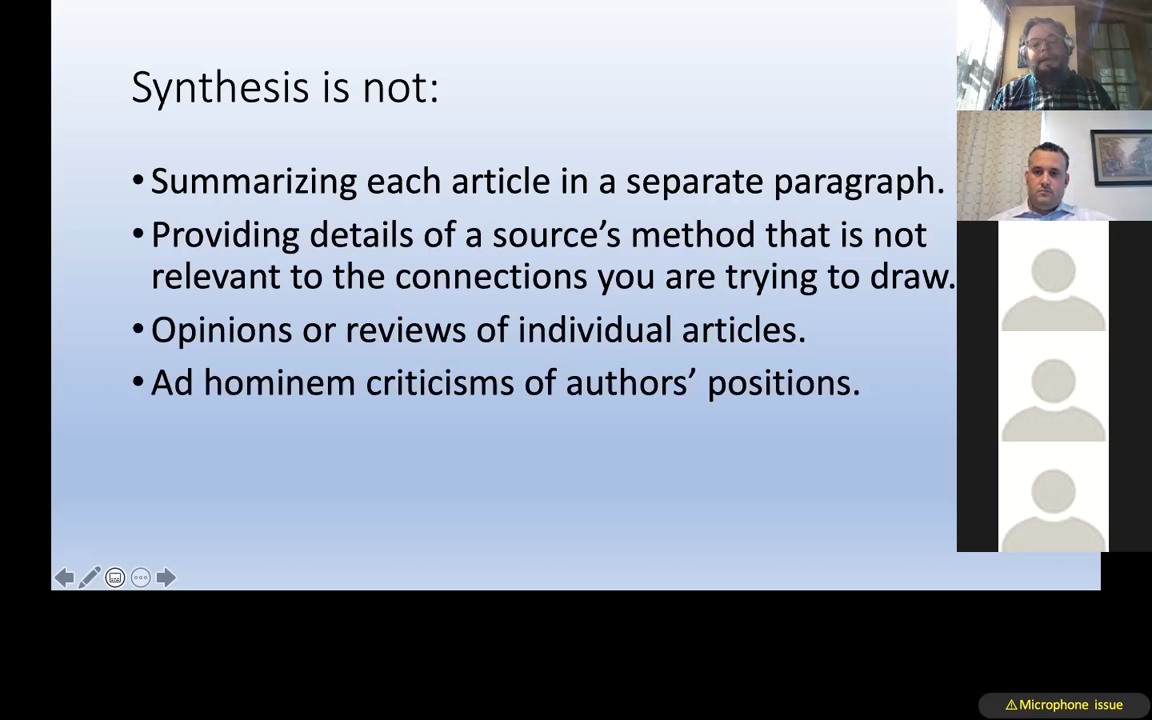 Synthesis is not:
• Summarizing each article in a separate paragraph.
• Providing details of a source’s method that is not
relevant to the connections you are trying to draw.
• Opinions or reviews of individual articles.
• Ad hominem criticisms of authors’ positions.
⚠Microphone issue